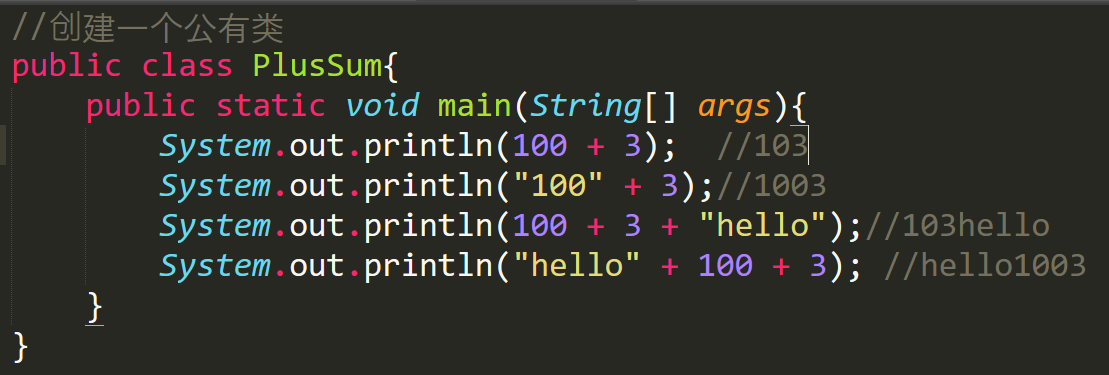 //创建一个公有类
public class PlusSum{
    public static void main(String[] args){
        System.out.println(100 + 3);  //103
        System.out.println("100" + 3);//1003
        System.out.println(100 + 3 + "hello");//103hello
        System.out.println("hello" + 100 + 3); //hello1003
    }
}